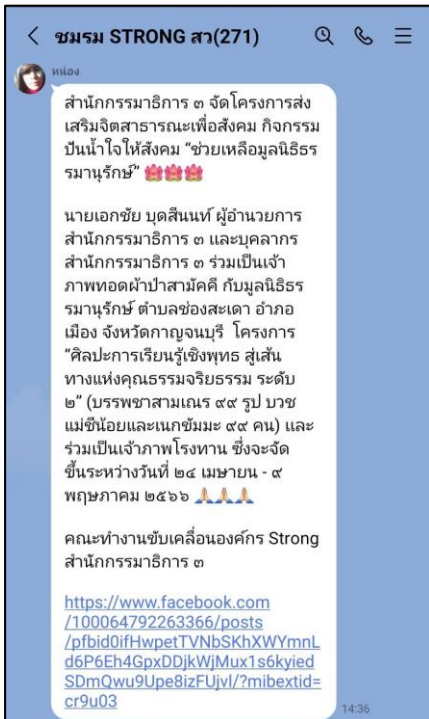 ชมรม STRONG สว(271)
หน่อง
สำนักกรรมาธิการ ๓ จัดโครงการส่ง
เสริมจิตสาธารณะเพื่อสังคม กิจกรรม
ปันน้ำใจให้สังคม “ช่วยเหลือมูลนิธิธร
รมานุรักษ์” 🪷🪷🪷
นายเอกชัย บุดสีนนท์ ผู้อำนวยการ
สำนักกรรมาธิการ ๓ และบุคลากร
สำนักกรรมาธิการ ๓ ร่วมเป็นเจ้า
ภาพทอดผ้าป่าสามัคคี กับมูลนิธิธร
รมานุรักษ์ ตำบลช่องสะเดา อำเภอ
เมือง จังหวัดกาญจนบุรี โครงการ
“ศิลปะการเรียนรู้เชิงพุทธ สู่เส้น
ทางแห่งคุณธรรมจริยธรรม ระดับ
๒” (บรรพชาสามเณร ๙๙ รูป บวช
แม่ชีน้อยและเนกขัมมะ ๙๙ คน) และ
ร่วมเป็นเจ้าภาพโรงทาน ซึ่งจะจัด
ขึ้นระหว่างวันที่ ๒๔ เมษายน - ๙
พฤษภาคม ๒๕๖๖ 🙏🙏🙏
คณะทำงานขับเคลื่อนองค์กร Strong
สำนักกรรมาธิการ ๓
https://www.facebook.com
/100064792263366/posts
/pfbid0ifHwpetTVNbSKhXWYmnL
d6P6Eh4GpxDDjkWjMux1s6kyied
SDmQwu9Upe8izFUjvl/?mibextid=
cr9u03
14:36